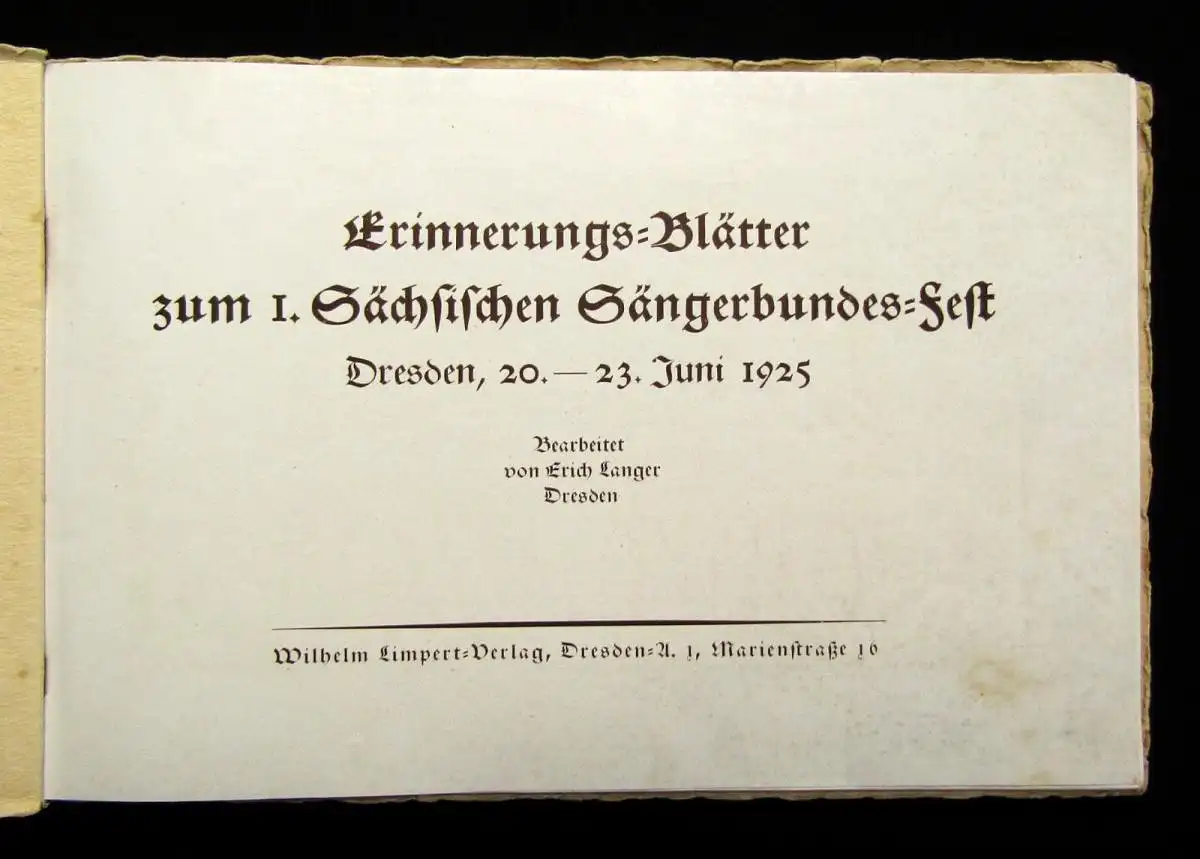 Erinnerungs=Blätter
zum 1. Sächsischen Sängerbundes=Fest
Dresden, 20. — 23. Juni 1925
Bearbeitet
von Erich Langer
Dresden
Wilhelm Limpert=Verlag, Dresden=A. 1, Marienstraße 16